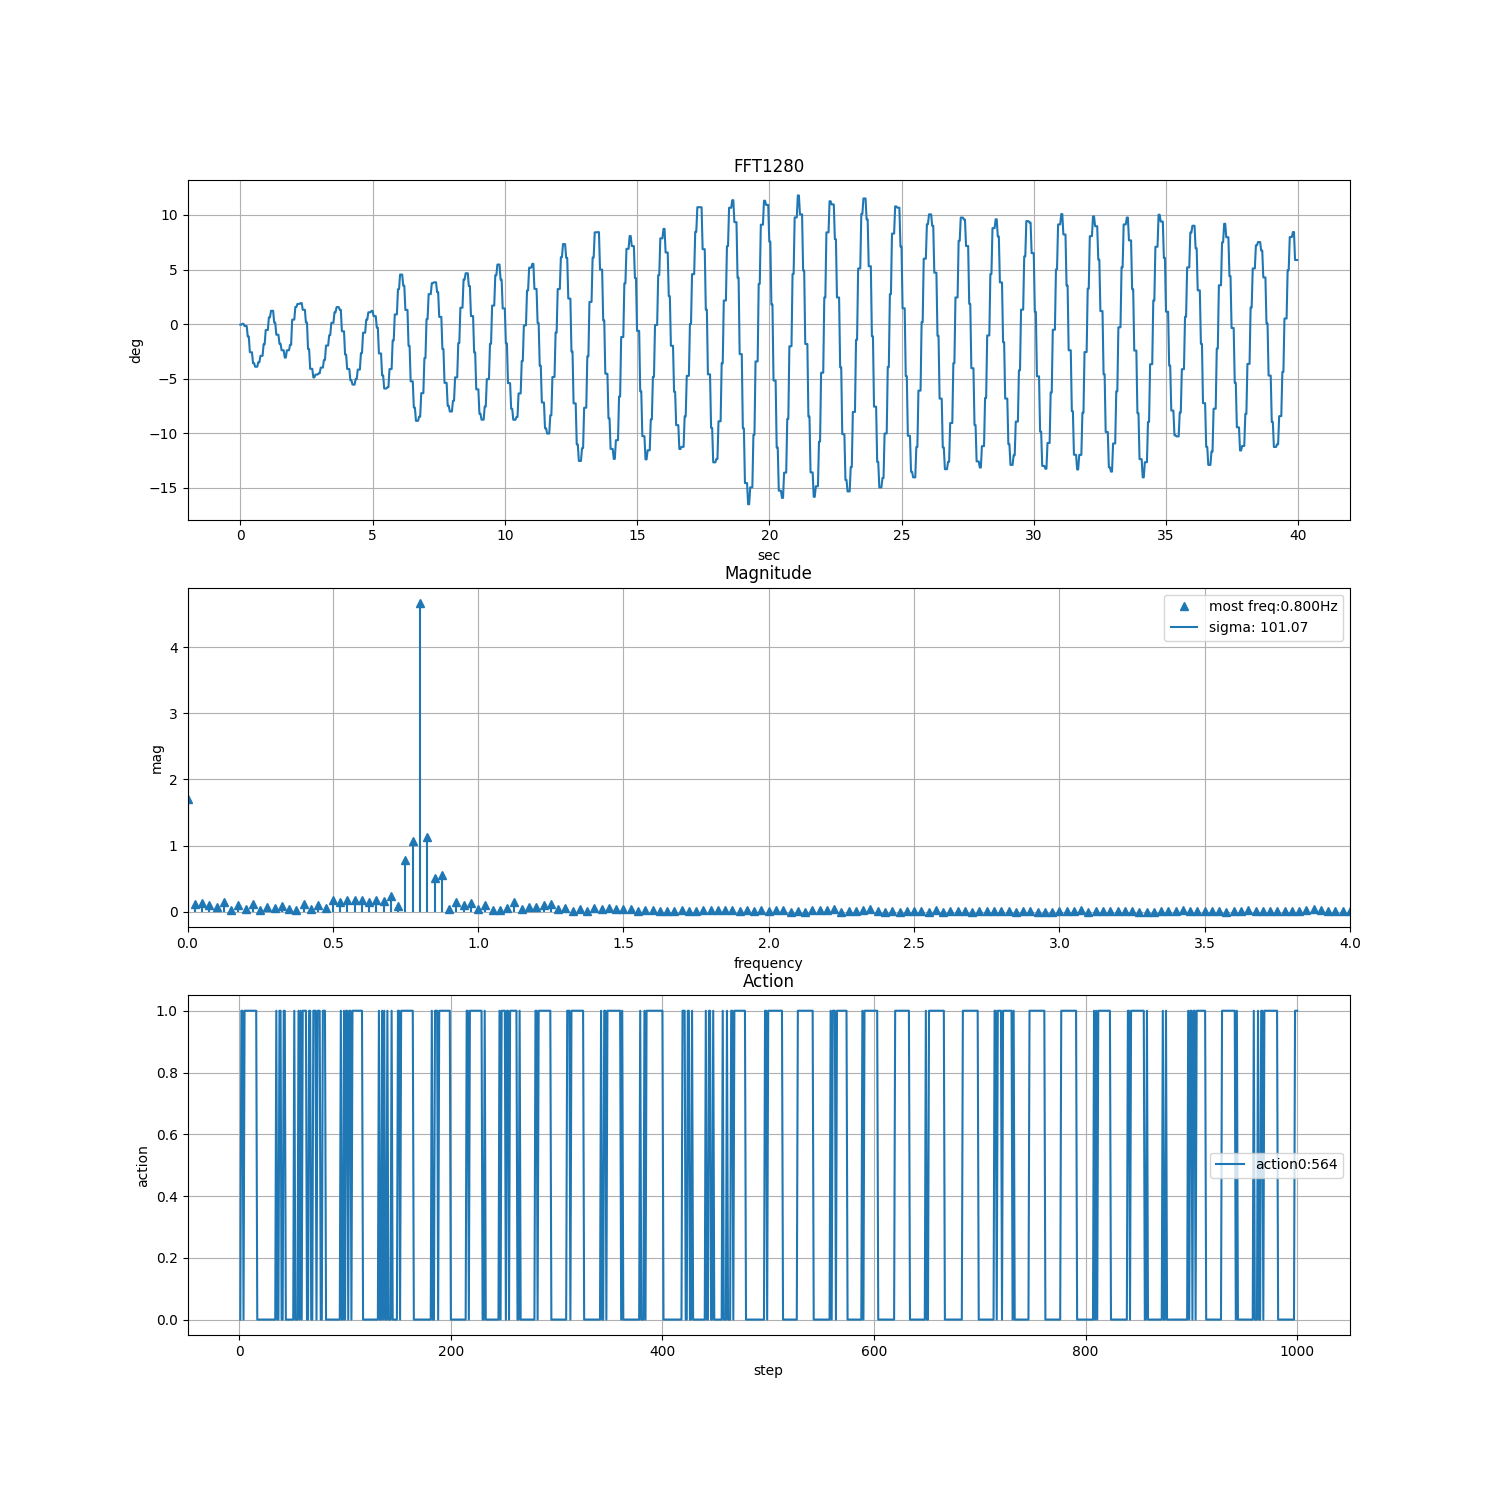 FFT1280
10
5
0
−5
−10
−15
deg
0 5 10 15 20 25 30 35 40
sec
Magnitude
most freq:0.800Hz
sigma: 101.07
4
3
2
1
0
mag
0.0 0.5 1.0 1.5 2.0 2.5 3.0 3.5 4.0
frequency
Action
1.0
0.8
0.6
0.4
0.2
0.0
action
action0:564
0 200 400 600 800 1000
step